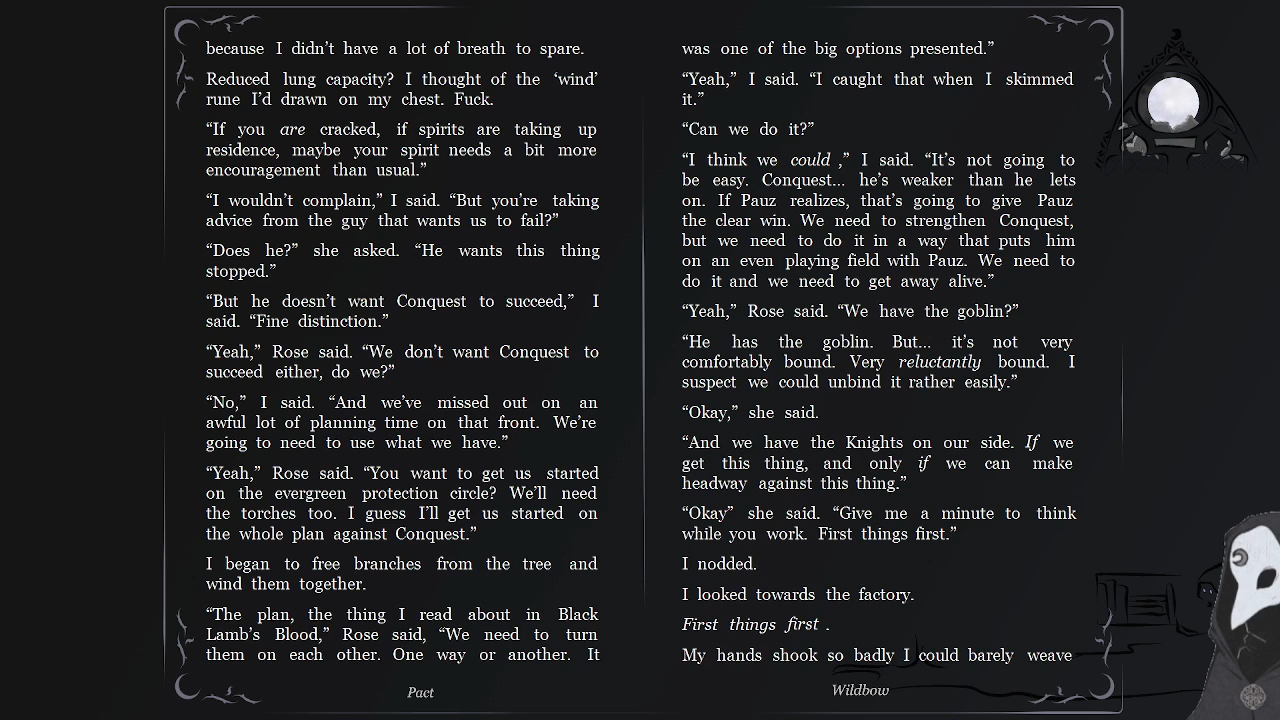 because I didn’t have a lot of breath to spare.
Reduced lung capacity? I thought of the ‘wind’
rune I’d drawn on my chest. Fuck.
“If you are cracked, if spirits are taking up
residence, maybe your spirit needs a bit more
encouragement than usual.”
“I wouldn’t complain,” I said. “But you’re taking
advice from the guy that wants us to fail?”
“Does he?” she asked. “He wants this thing
stopped.”
“But he doesn’t want Conquest to succeed,” I
said. “Fine distinction.”
“Yeah,” Rose said. “We don’t want Conquest to
succeed either, do we?”
“No,” I said. “And we’ve missed out on an
awful lot of planning time on that front. We’re
going to need to use what we have.”
“Yeah,” Rose said. “You want to get us started
on the evergreen protection circle? We’ll need
the torches too. I guess I’ll get us started on
the whole plan against Conquest.”
I began to free branches from the tree and
wind them together.
“The plan, the thing I read about in Black
Lamb’s Blood,” Rose said, “We need to turn
them on each other. One way or another. It
was one of the big options presented.”
“Yeah,” I said. “I caught that when I skimmed
it.”
“Can we do it?”
“I think we could ,” I said. “It’s not going to
be easy. Conquest… he’s weaker than he lets
on. If Pauz realizes, that’s going to give Pauz
the clear win. We need to strengthen Conquest,
but we need to do it in a way that puts him
on an even playing field with Pauz. We need to
do it and we need to get away alive.”
“Yeah,” Rose said. “We have the goblin?”
“He has the goblin. But… it’s not very
comfortably bound. Very reluctantly bound. I
suspect we could unbind it rather easily.”
“Okay,” she said.
“And we have the Knights on our side. If we
get this thing, and only if we can make
headway against this thing.”
“Okay” she said. “Give me a minute to think
while you work. First things first.”
I nodded.
I looked towards the factory.
First things first .
My hands shook so badly I could barely weave
Pact
Wildbow